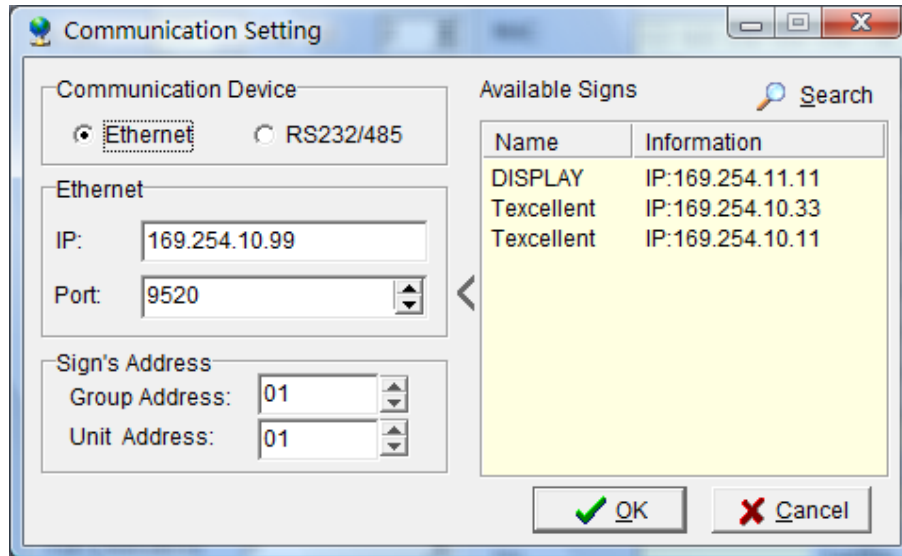 Communication Setting
Communication Device
Ethernet
RS232/485
Ethernet
IP:
169.254.10.99
Port:
9520
Sign's Address
Group Address:
01
Unit Address:
01
Available Signs
Search
Name Information
DISPLAY IP:169.254.11.11
Texcellent IP:169.254.10.33
Texcellent IP:169.254.10.11
OK
Cancel